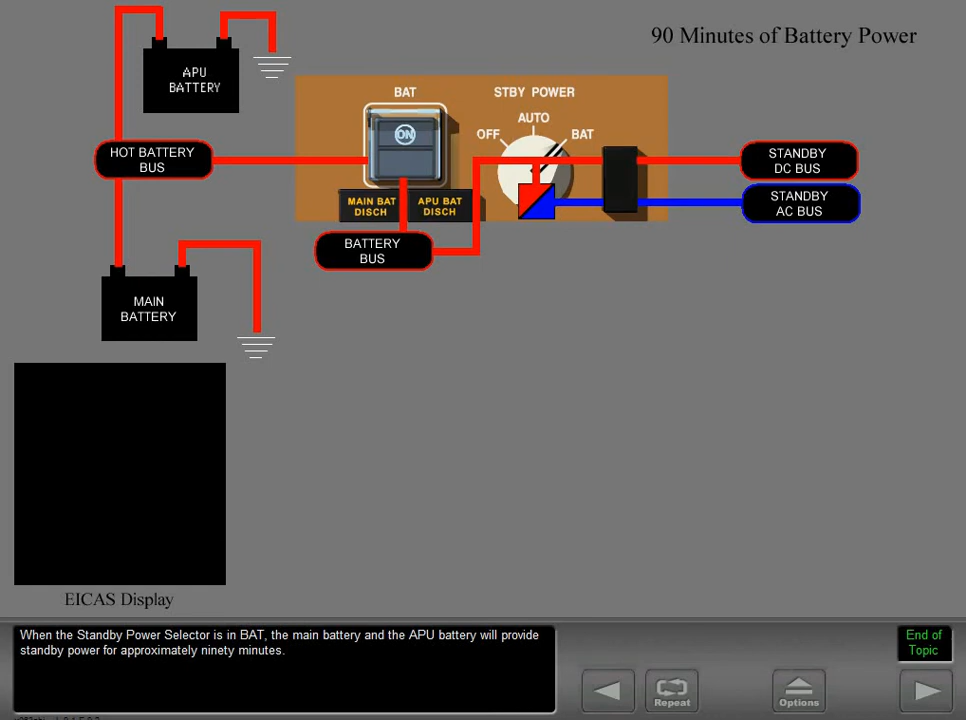 90 Minutes of Battery Power
APU
BATTERY
BAT
STBY POWER
AUTO
OFF
BAT
ON
HOT BATTERY
BUS
STANDBY
DC BUS
MAIN BAT
DISCH
APU BAT
DISCH
STANDBY
AC BUS
BATTERY
BUS
MAIN
BATTERY
EICAS Display
When the Standby Power Selector is in BAT, the main battery and the APU battery will provide
standby power for approximately ninety minutes.
End of
Topic
Repeat
Options